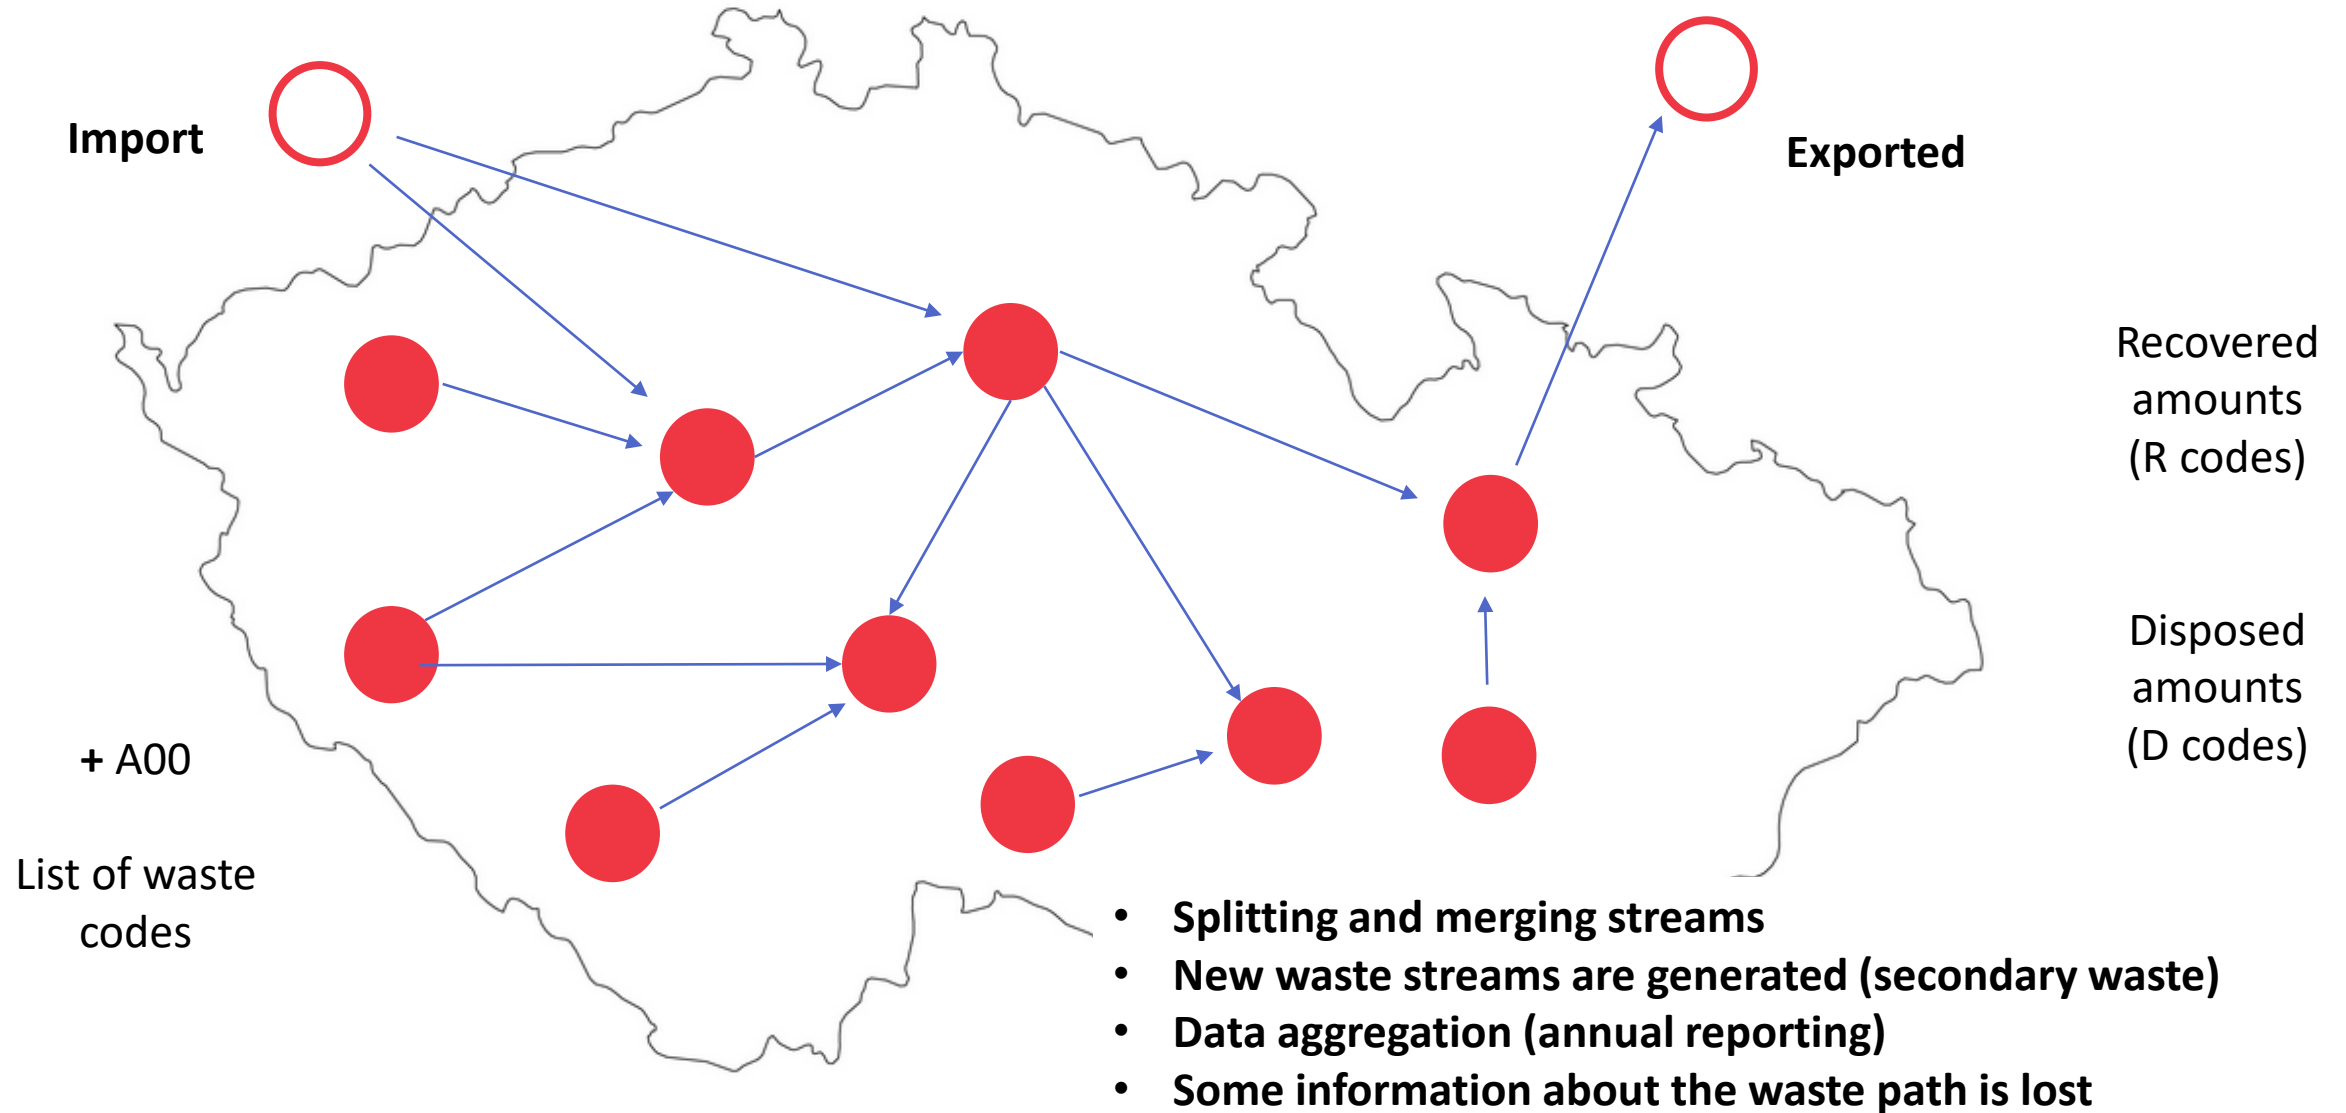 Import
Exported
Recovered
amounts
(R codes)
Disposed
amounts
(D codes)
+ A00
List of waste
codes
• Splitting and merging streams
• New waste streams are generated (secondary waste)
• Data aggregation (annual reporting)
• Some information about the waste path is lost